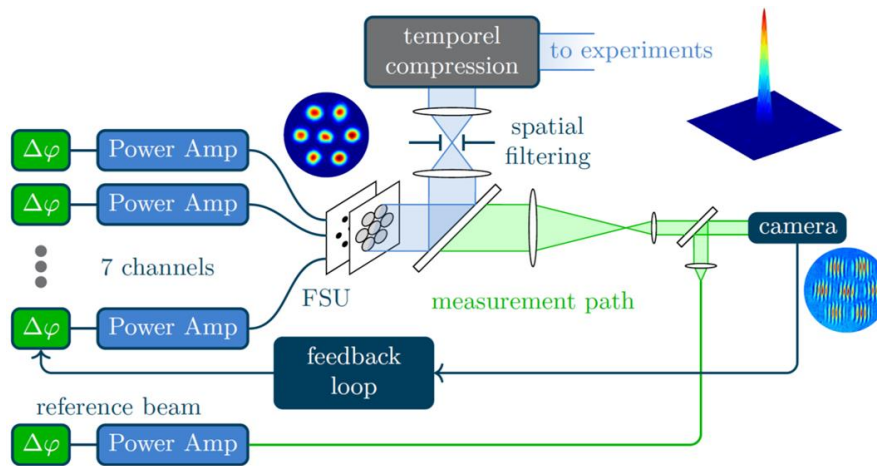 temporel
compression
to experiments
spatial
filtering
Δφ
Power Amp
Δφ
Power Amp
7 channels
FSU
measurement path
camera
Δφ
Power Amp
feedback
loop
reference beam
Δφ
Power Amp